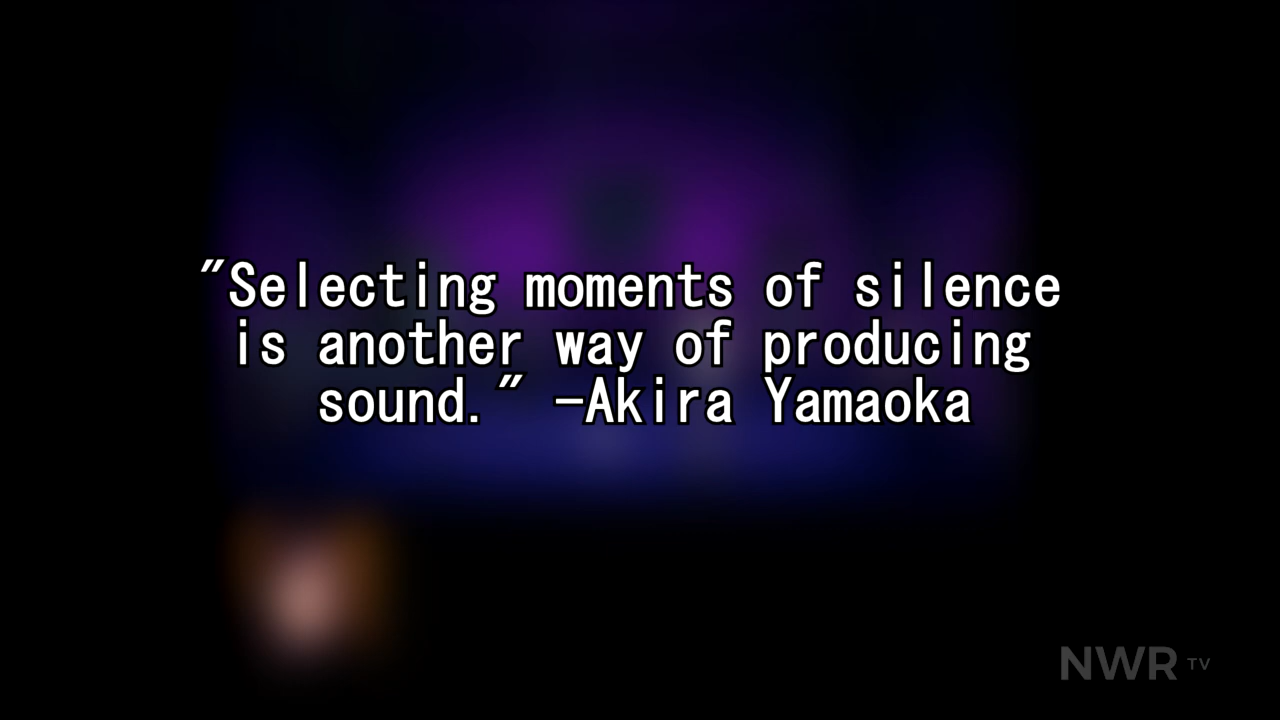 "Selecting moments of silence
is another way of producing
sound." -Akira Yamaoka
NWR TV